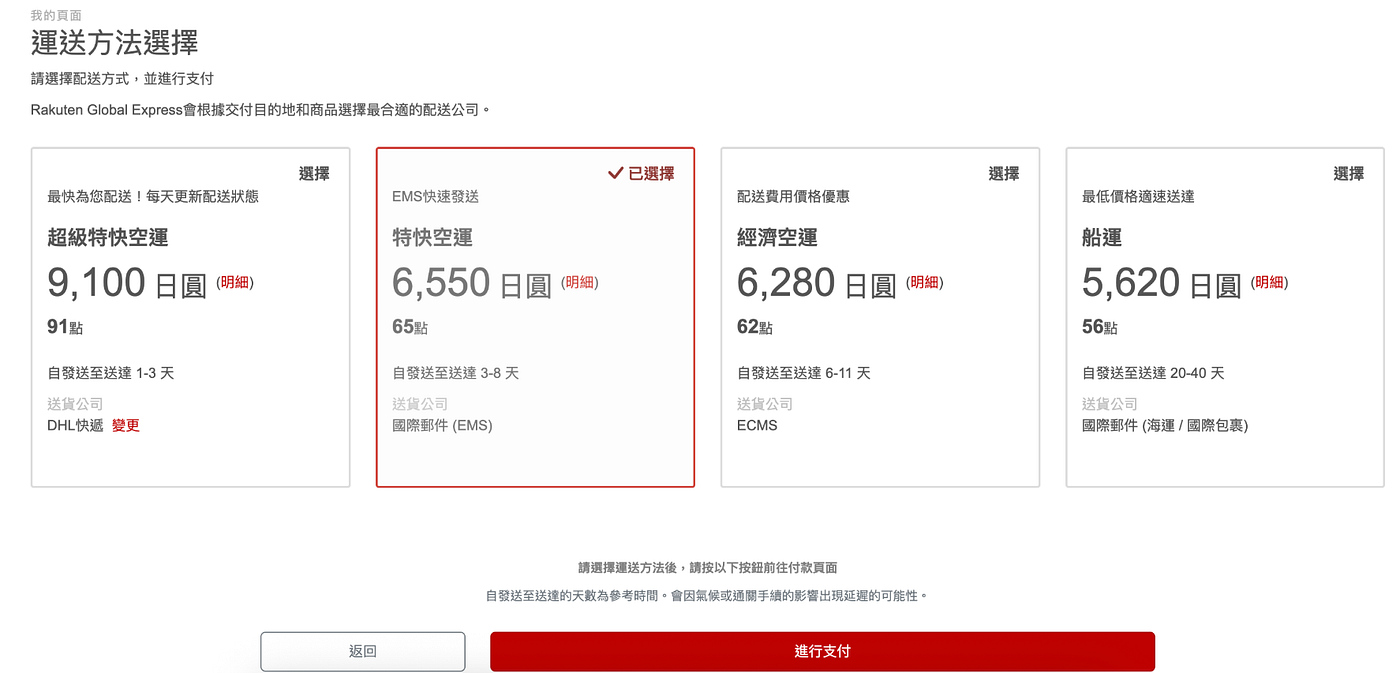 我的頁面
運送方法選擇
請選擇配送方式，並進行支付
Rakuten Global Express會根據交付目的地和商品選擇最合適的配送公司。
選擇
最快為您配送！每天更新配送狀態
超級特快空運
9,100 日圓 (明細)
91點
自發送至送達 1-3 天
送貨公司
DHL快遞 變更
已選擇
EMS快速發送
特快空運
6,550 日圓 (明細)
65點
自發送至送達 3-8 天
送貨公司
國際郵件 (EMS)
選擇
配送費用價格優惠
經濟空運
6,280 日圓 (明細)
62點
自發送至送達 6-11 天
送貨公司
ECMS
選擇
最低價格適速送達
船運
5,620 日圓 (明細)
56點
自發送至送達 20-40 天
送貨公司
國際郵件 (海運 / 國際包裹)
請選擇運送方法後，請按以下按鈕前往付款頁面
自發送至送達的天數為參考時間。會因氣候或通關手續的影響出現延遲的可能性。
返回
進行支付